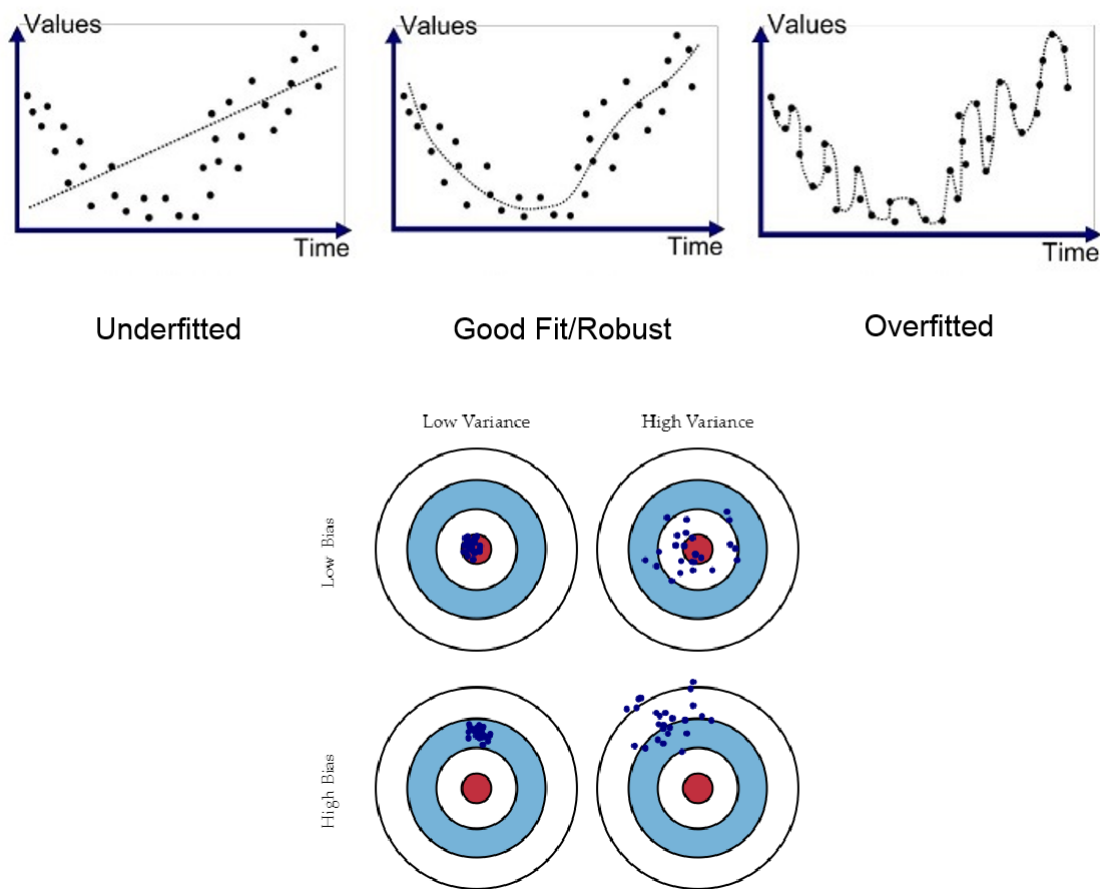 Values
Values
Values
Time
Time
Time
Underfitted
Good Fit/Robust
Overfitted
Low Variance
High Variance
Low Bias
High Bias